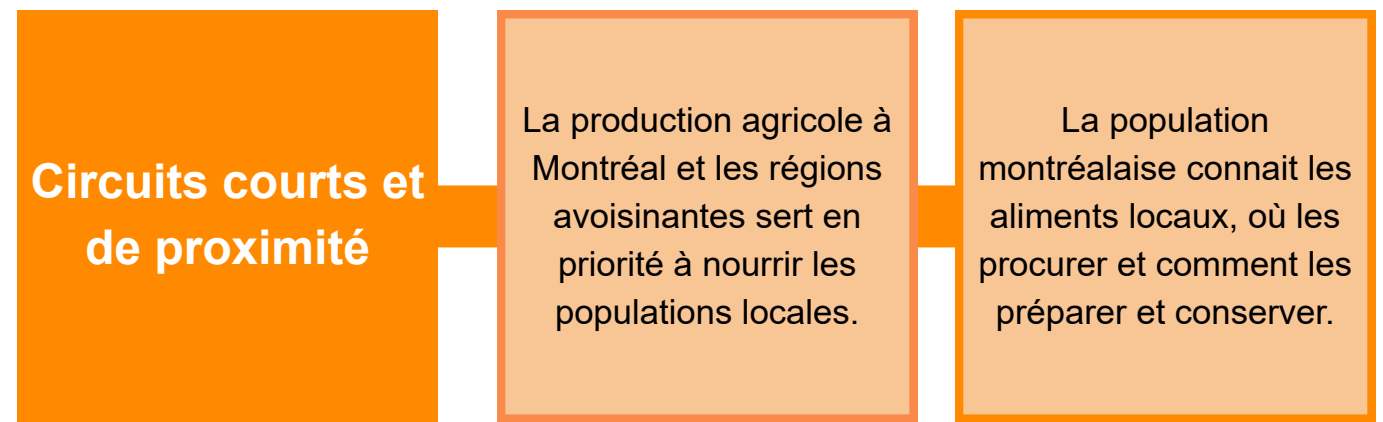 Circuits courts et
de proximité
La production agricole à
Montréal et les régions
avoisinantes sert en
priorité à nourrir les
populations locales.
La population
montréalaise connait les
aliments locaux, où les
procurer et comment les
préparer et conserver.